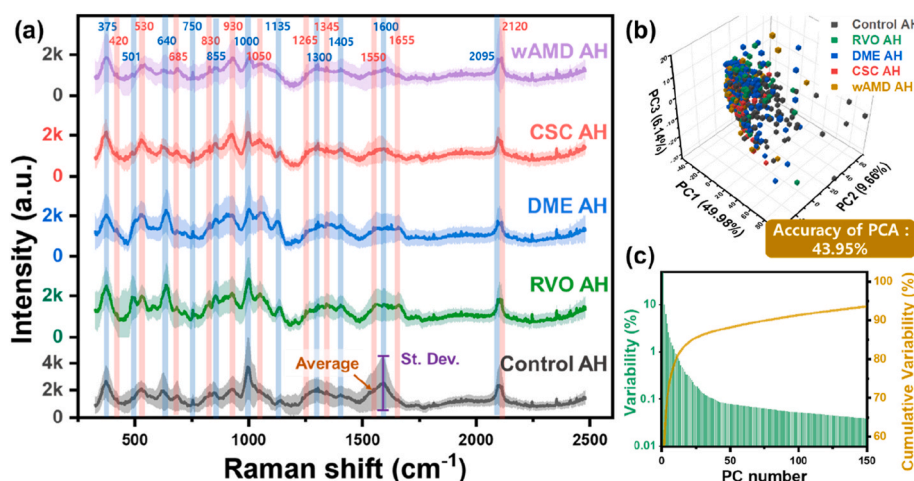 (a)
375 530 750 930 1135 1345 1600 2120
420 640 830 1000 1265 1405 1655
501 685 855 1050 1300 1550 2095
wAMD AH
CSC AH
DME AH
RVO AH
Control AH
Average
St. Dev.
2k
0
2k
0
2k
0
2k
0
4k
2k
0
Intensity (a.u.)
500 1000 1500 2000 2500
Raman shift (cm-1)
(b)
Control AH
RVO AH
DME AH
CSC AH
wAMD AH
PC3 (6.14%)
PC1 (49.98%)
PC2 (9.66%)
Accuracy of PCA :
43.95%
(c)
Variability (%)
10
1
0.1
0.01
0 50 100 150
PC number
100
90
80
70
60
Cumulative Variability (%)